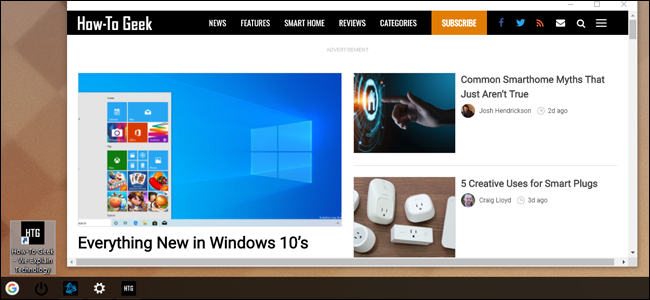 How-To Geek
NEWS FEATURES SMART HOME REVIEWS CATEGORIES SUBSCRIBE
ADVERTISEMENT
Everything New in Windows 10's
Common Smarthome Myths That
Just Aren't True
Josh Hendrickson 2d ago
5 Creative Uses for Smart Plugs
Craig Lloyd 3d ago
HTG
How-To Geek
- We Explain
Technology
G
HTG